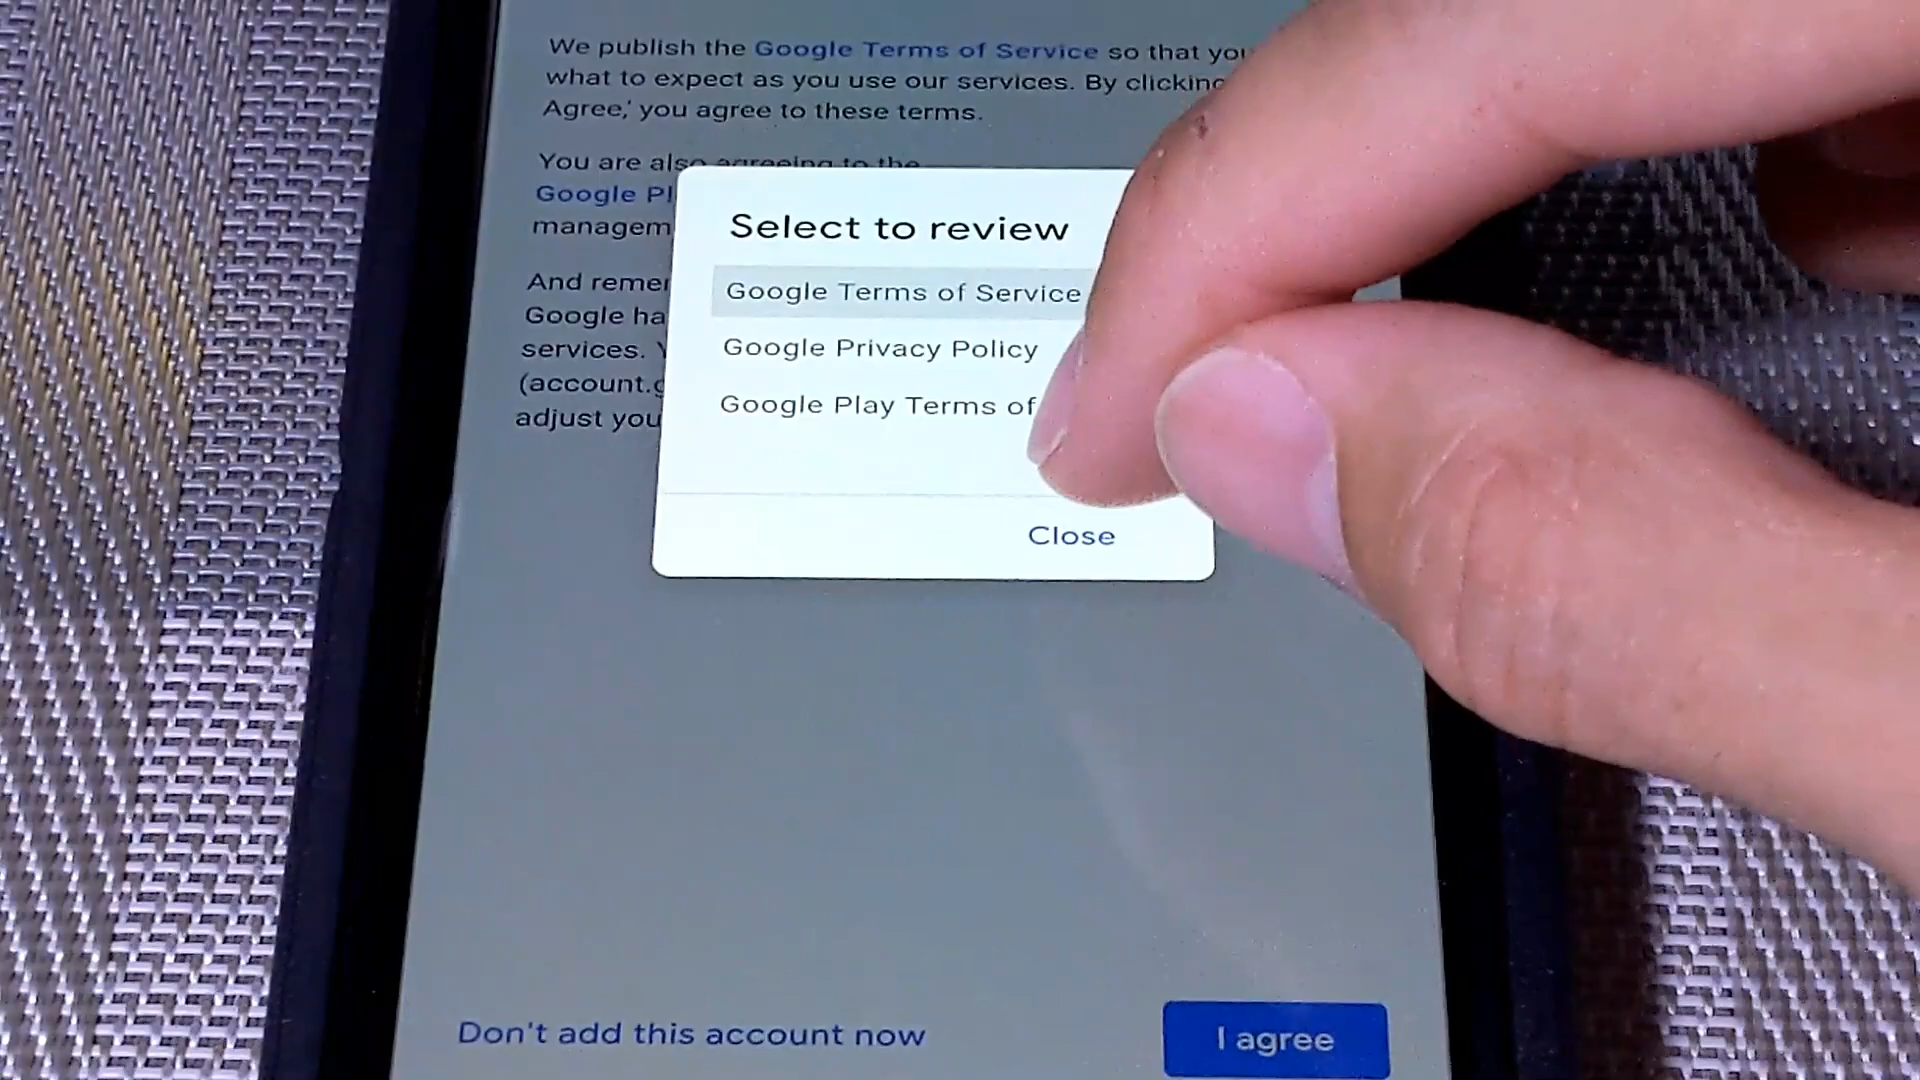 We publish the Google Terms of Service so that you
what to expect as you use our services. By clicking
Agree,' you agree to these terms.
You are also agreeing to the
Google Pl
managem
And remem
Google ha
services. Y
(account.g
adjust you
Select to review
Google Terms of Service
Google Privacy Policy
Google Play Terms of
Close
Don't add this account now
I agree